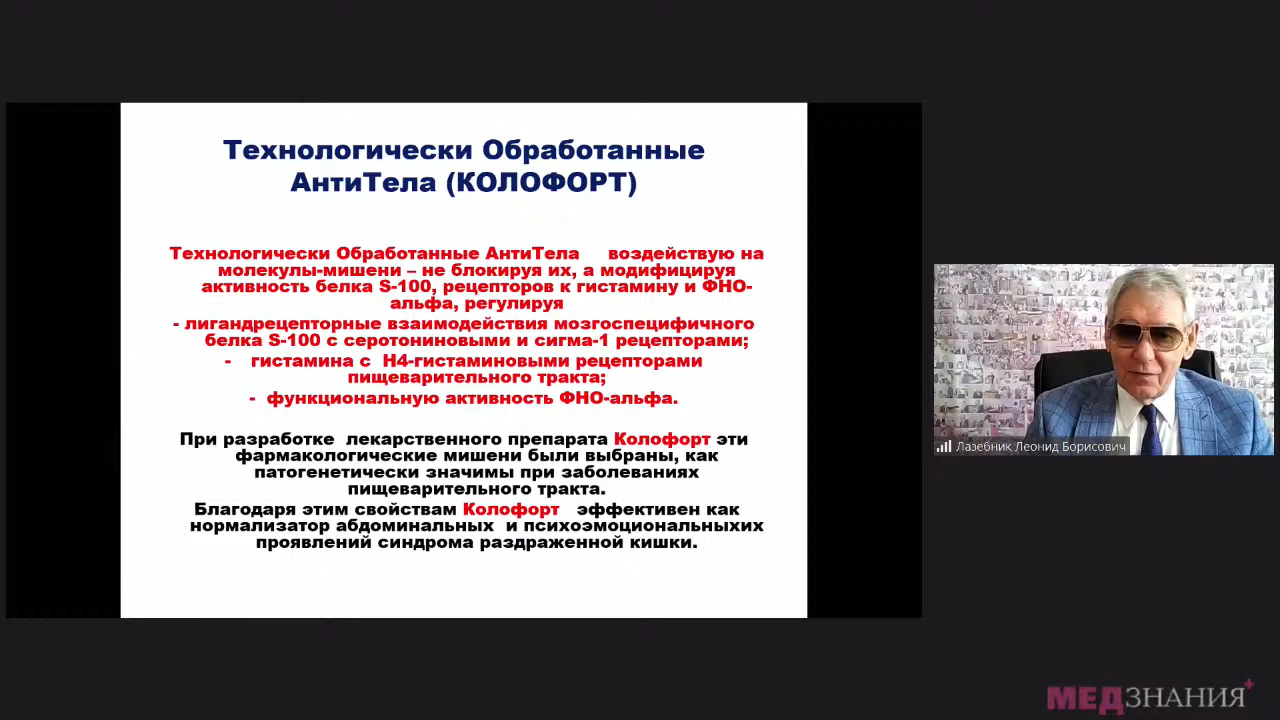 Технологически Обработанные
АнтиТела (КОЛОФОРТ)
Технологически Обработанные АнтиТела воздействую на
молекулы-мишени – не блокируя их, а модифицируя
активность белка S-100, рецепторов к гистамину и ФНО-
альфа, регулируя
- лигандрецепторные взаимодействия мозгоспецифичного
белка S-100 с серотониновыми и сигма-1 рецепторами;
- гистамина с Н4-гистаминовыми рецепторами
пищеварительного тракта;
- функциональную активность ФНО-альфа.
При разработке лекарственного препарата Колофорт эти
фармакологические мишени были выбраны, как
патогенетически значимы при заболеваниях
пищеварительного тракта.
Благодаря этим свойствам Колофорт эффективен как
нормализатор абдоминальных и психоэмоциональныхих
проявлений синдрома раздраженной кишки.
Лазебник Леонид Борисович
МЕДЗНАНИЯ+